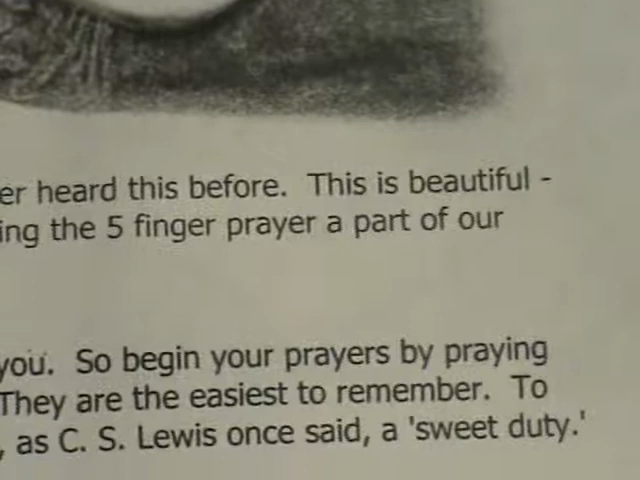 er heard this before. This is beautiful -
ing the 5 finger prayer a part of our
you. So begin your prayers by praying
They are the easiest to remember. To
, as C. S. Lewis once said, a 'sweet duty.'